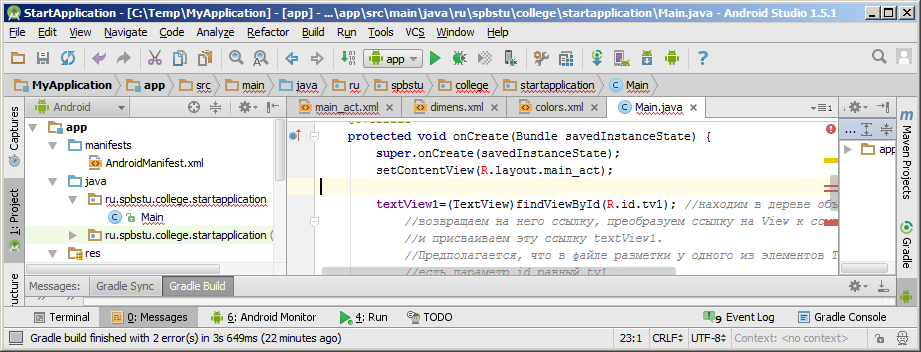 StartApplication - [C:\Temp\MyApplication] - [app] - ...\app\src\main\java\ru\spbstu\college\startapplication\Main.java - Android Studio 1.5.1
File Edit View Navigate Code Analyze Refactor Build Run Tools VCS Window Help
app
MyApplication app src main java ru spbstu college startapplication Main
Captures
1: Project
ructure
Android
app
manifests
AndroidManifest.xml
java
ru.spbstu.college.startapplication
Main
ru.spbstu.college.startapplication (
res
main_act.xml dimens.xml colors.xml Main.java
protected void onCreate(Bundle savedInstanceState) {
super.onCreate(savedInstanceState);
setContentView(R.layout.main_act);
textView1=(TextView)findViewById(R.id.tv1); //находим в дереве объ
//возвращаем на него ссылку, преобразуем ссылку на View к ссы
//и присваиваем эту ссылку textView1.
//Предполагается, что в файле разметки у одного из элементов T
//есть параметр id равный tv1
app
Maven Projects
Gradle
Messages: Gradle Sync Gradle Build
Terminal 0: Messages 6: Android Monitor 4: Run TODO 9 Event Log Gradle Console
Gradle build finished with 2 error(s) in 3s 649ms (22 minutes ago) 23:1 CRLF UTF-8 Context: <no context>